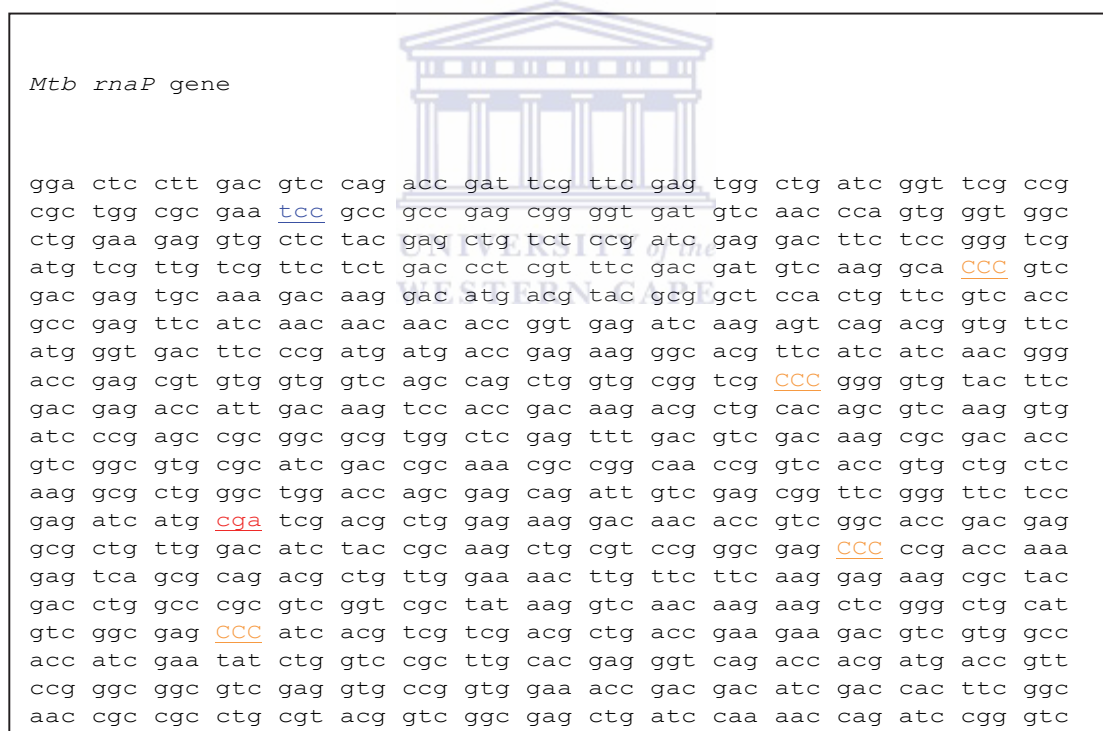 Mtb rnaP gene
gga ctc ctt gac gtc cag acc gat tcg ttc gag tgg ctg atc ggt tcg ccg
cgc tgg cgc gaa tcc gcc gcc gag cgg ggt gat gtc aac cca gtg ggt ggc
ctg gaa gag gtg ctc tac gag ctg tct ccg atc gag gac ttc tcc ggg tcg
UNIVERSITY of the
atg tcg ttg tcg ttc tct gac cct cgt ttc gac gat gtc aag gca CCC gtc
WESTERN CAPE
gac gag tgc aaa gac aag gac atg acg tac gcg gct cca ctg ttc gtc acc
gcc gag ttc atc aac aac aac acc ggt gag atc aag agt cag acg gtg ttc
atg ggt gac ttc ccg atg atg acc gag aag ggc acg ttc atc atc aac ggg
acc gag cgt gtg gtg gtc agc cag ctg gtg cgg tcg CCC ggg gtg tac ttc
gac gag acc att gac aag tcc acc gac aag acg ctg cac agc gtc aag gtg
atc ccg agc cgc ggc gcg tgg ctc gag ttt gac gtc gac aag cgc gac acc
gtc ggc gtg cgc atc gac cgc aaa cgc cgg caa ccg gtc acc gtg ctg ctc
aag gcg ctg ggc tgg acc agc gag cag att gtc gag cgg ttc ggg ttc tcc
gag atc atg cga tcg acg ctg gag aag gac aac acc gtc ggc acc gac gag
gcg ctg ttg gac atc tac cgc aag ctg cgt ccg ggc gag CCC ccg acc aaa
gag tca gcg cag acg ctg ttg gaa aac ttg ttc ttc aag gag aag cgc tac
gac ctg gcc cgc gtc ggt cgc tat aag gtc aac aag aag ctc ggg ctg cat
gtc ggc gag CCC atc acg tcg tcg acg ctg acc gaa gaa gac gtc gtg gcc
acc atc gaa tat ctg gtc cgc ttg cac gag ggt cag acc acg atg acc gtt
ccg ggc ggc gtc gag gtg ccg gtg gaa acc gac gac atc gac cac ttc ggc
aac cgc cgc ctg cgt acg gtc ggc gag ctg atc caa aac cag atc cgg gtc